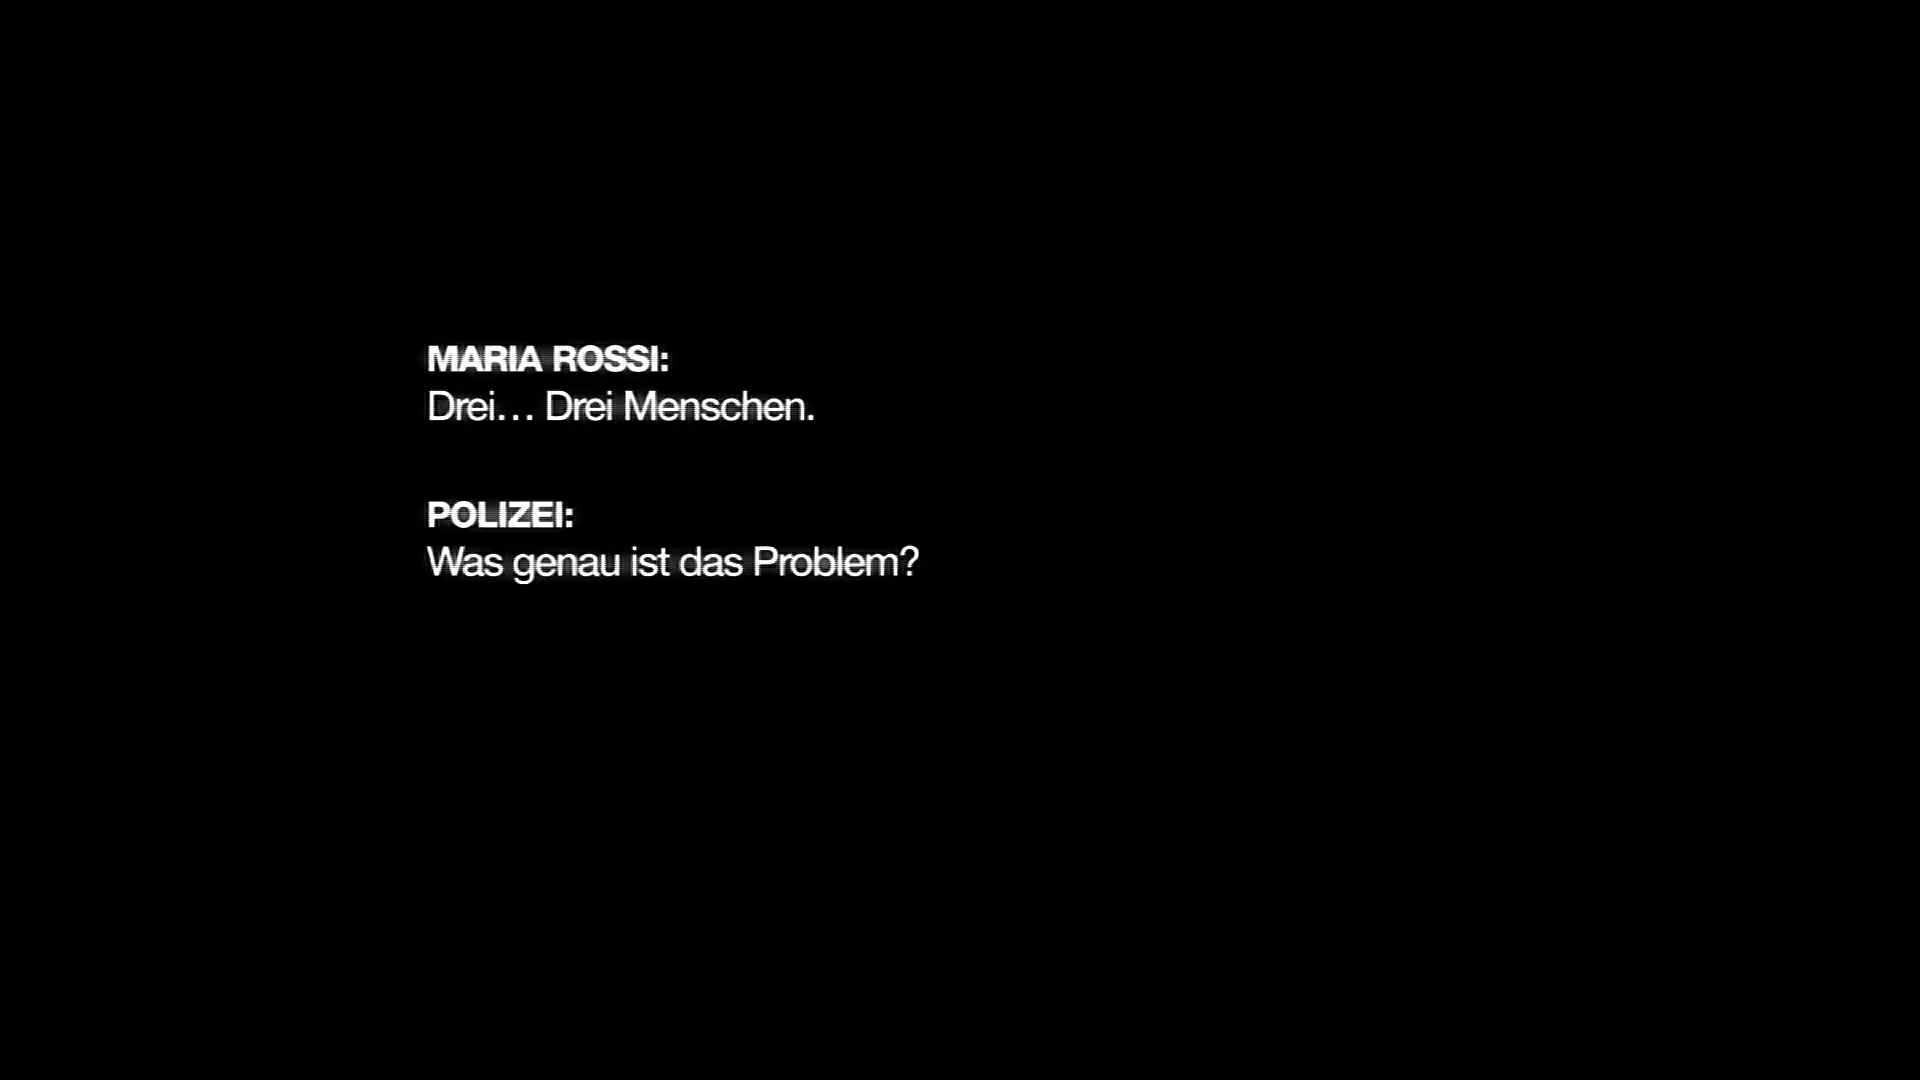 MARIA ROSSI:
Drei… Drei Menschen.
POLIZEI:
Was genau ist das Problem?